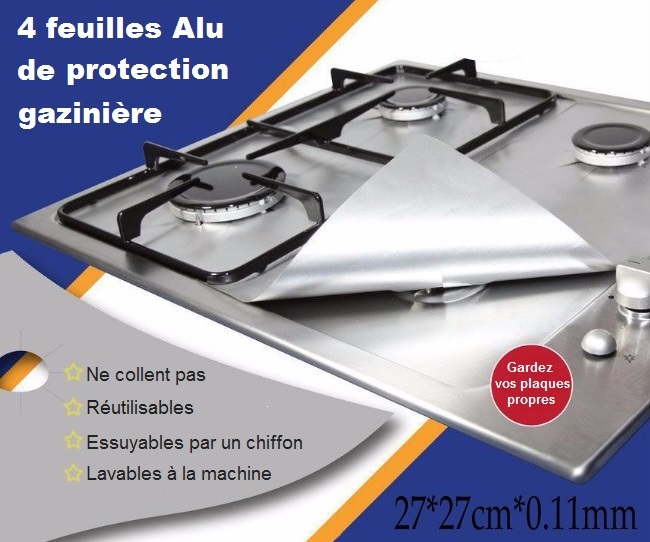 4 feuilles Alu
de protection
gazinière
Ne collent pas
Réutilisables
Essuyables par un chiffon
Lavables à la machine
Gardez
vos plaques
propres
27*27cm*0.11mm